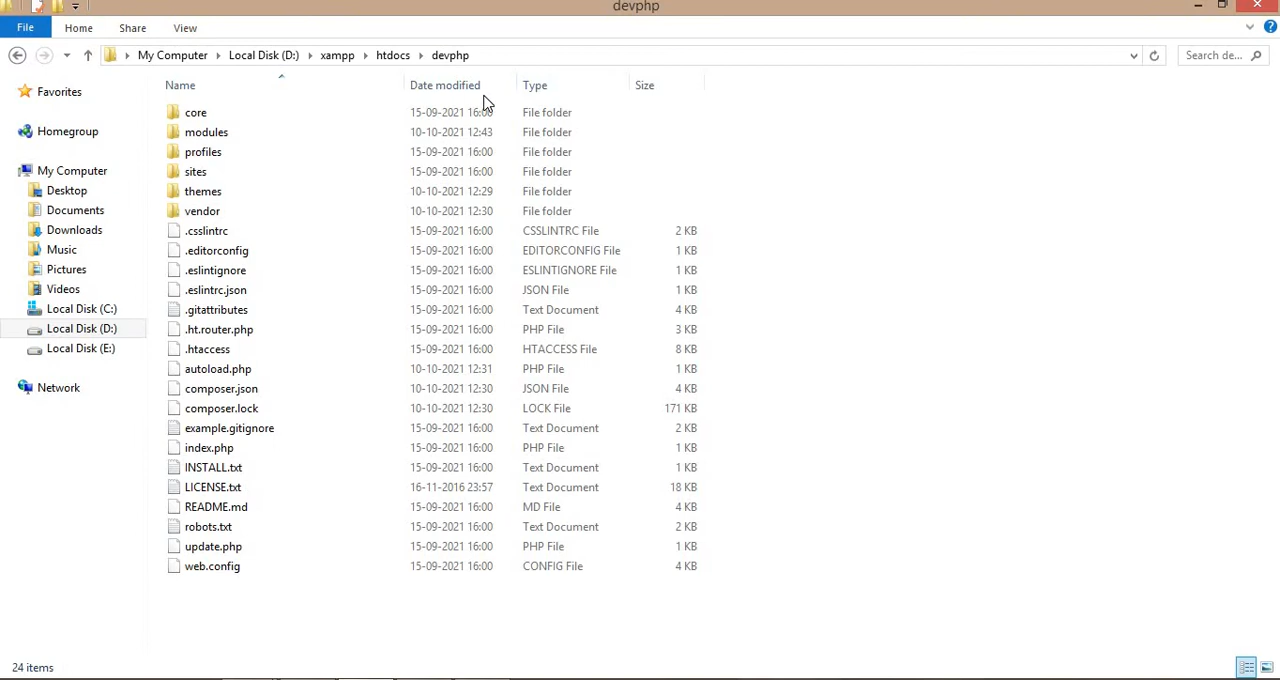 devphp
File Home Share View
My Computer Local Disk (D:) xampp htdocs devphp Search de...
Name Date modified Type Size
Favorites
Homegroup
My Computer
Desktop
Documents
Downloads
Music
Pictures
Videos
Local Disk (C:)
Local Disk (D:)
Local Disk (E:)
Network
core 15-09-2021 16:00 File folder
modules 10-10-2021 12:43 File folder
profiles 15-09-2021 16:00 File folder
sites 15-09-2021 16:00 File folder
themes 10-10-2021 12:29 File folder
vendor 10-10-2021 12:30 File folder
.csslintrc 15-09-2021 16:00 CSSLINTRC File 2 KB
.editorconfig 15-09-2021 16:00 EDITORCONFIG File 1 KB
.eslintignore 15-09-2021 16:00 ESLINTIGNORE File 1 KB
.eslintrc.json 15-09-2021 16:00 JSON File 1 KB
.gitattributes 15-09-2021 16:00 Text Document 4 KB
.ht.router.php 15-09-2021 16:00 PHP File 3 KB
.htaccess 15-09-2021 16:00 HTACCESS File 8 KB
autoload.php 10-10-2021 12:31 PHP File 1 KB
composer.json 10-10-2021 12:30 JSON File 4 KB
composer.lock 10-10-2021 12:30 LOCK File 171 KB
example.gitignore 15-09-2021 16:00 Text Document 2 KB
index.php 15-09-2021 16:00 PHP File 1 KB
INSTALL.txt 15-09-2021 16:00 Text Document 1 KB
LICENSE.txt 16-11-2016 23:57 Text Document 18 KB
README.md 15-09-2021 16:00 MD File 4 KB
robots.txt 15-09-2021 16:00 Text Document 2 KB
update.php 15-09-2021 16:00 PHP File 1 KB
web.config 15-09-2021 16:00 CONFIG File 4 KB
24 items